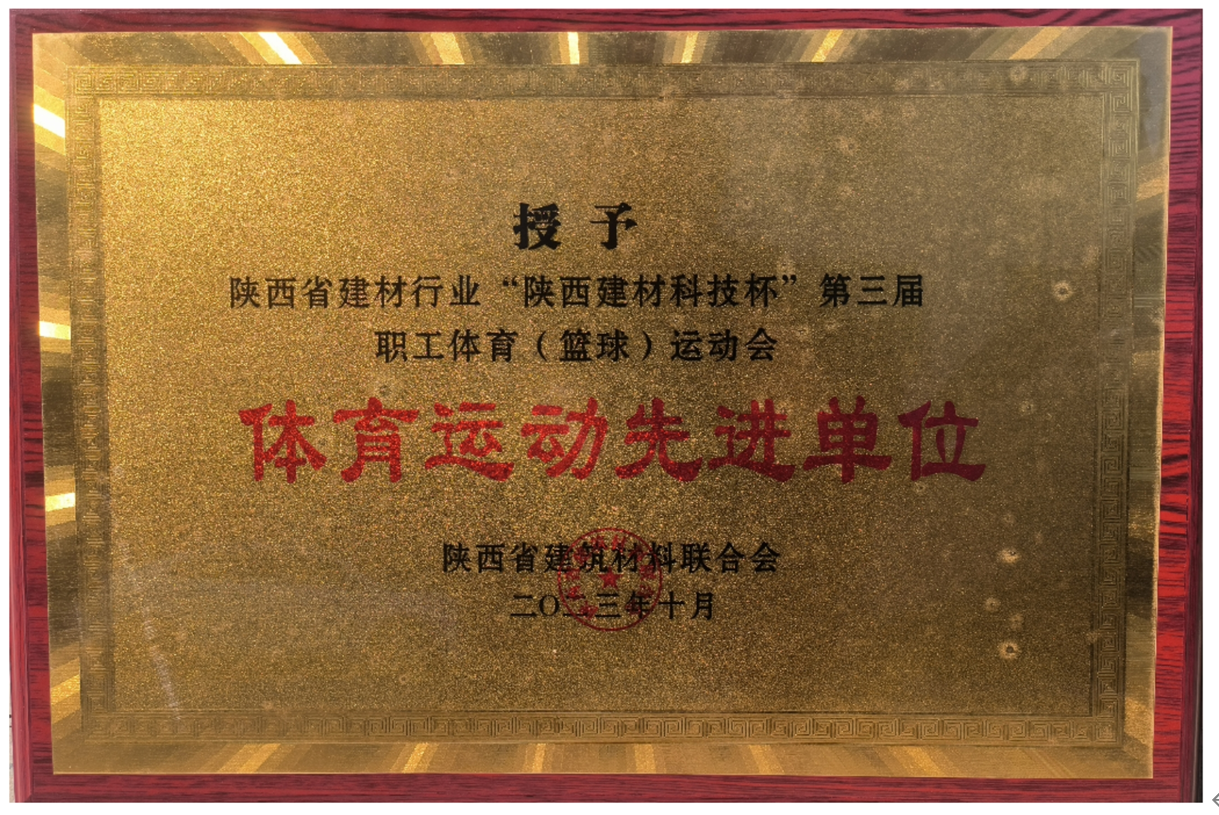 授予
陕西省建材行业“陕西建材科技杯”第三届
职工体育（篮球）运动会
体育运动先进单位
陕西省建筑材料联合会
二〇二三年十月